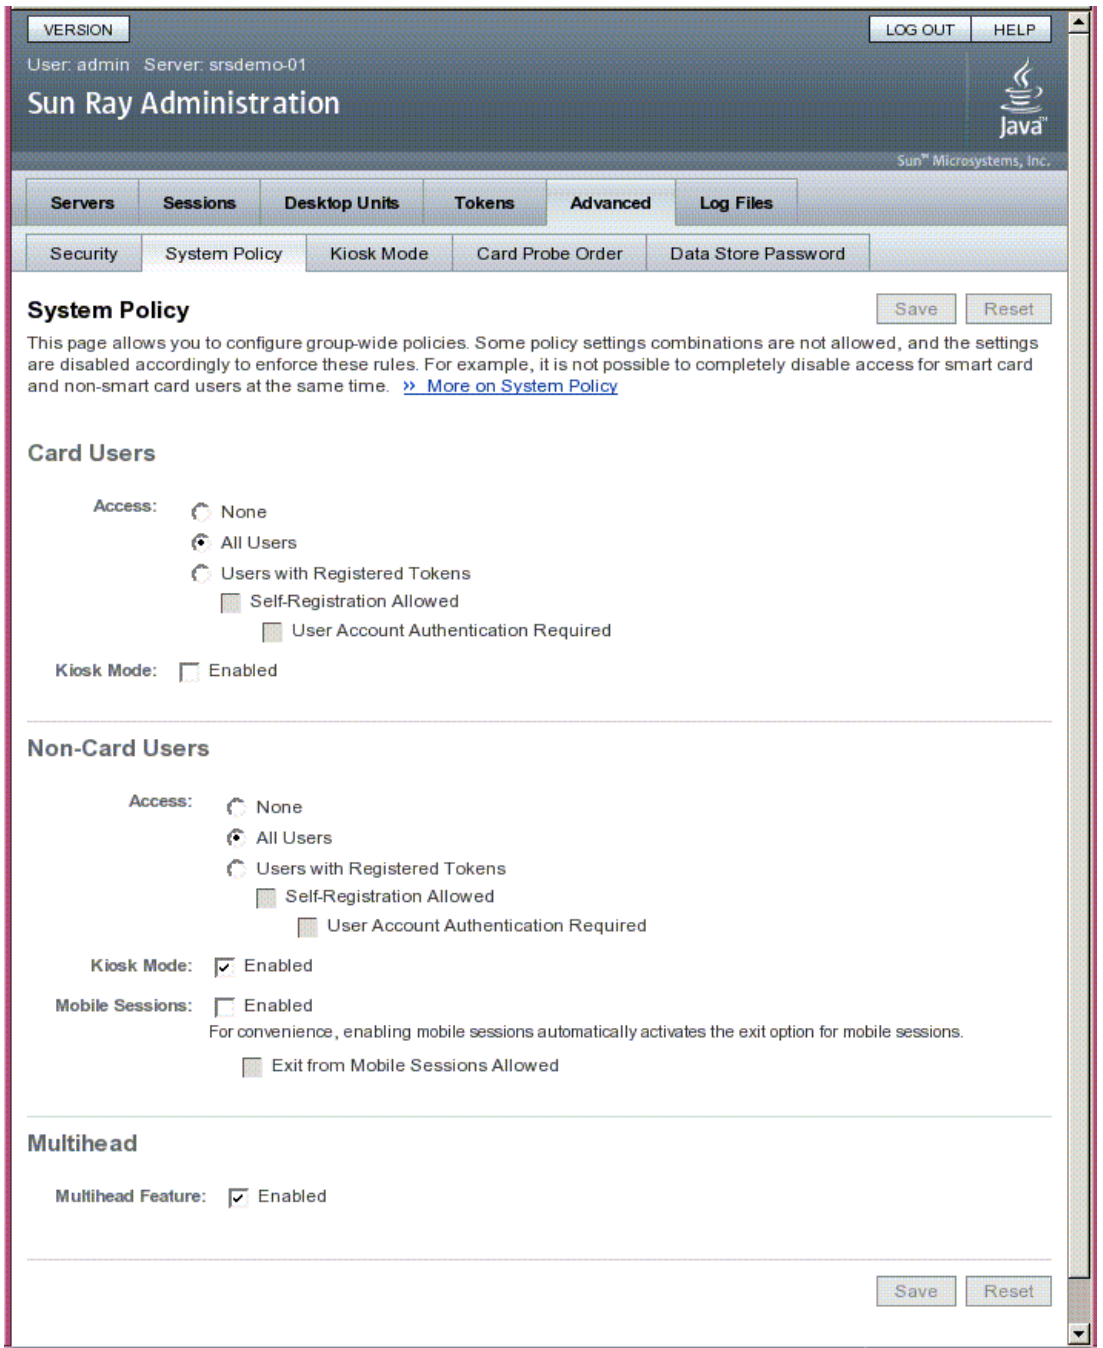 VERSION
LOG OUT HELP
User: admin Server: srsdemo-01
Sun Ray Administration
Java™
Sun™ Microsystems, Inc.
Servers Sessions Desktop Units Tokens Advanced Log Files
Security System Policy Kiosk Mode Card Probe Order Data Store Password
System Policy
Save Reset
This page allows you to configure group-wide policies. Some policy settings combinations are not allowed, and the settings
are disabled accordingly to enforce these rules. For example, it is not possible to completely disable access for smart card
and non-smart card users at the same time. >> More on System Policy
Card Users
Access: None
All Users
Users with Registered Tokens
Self-Registration Allowed
User Account Authentication Required
Kiosk Mode: Enabled
Non-Card Users
Access: None
All Users
Users with Registered Tokens
Self-Registration Allowed
User Account Authentication Required
Kiosk Mode: Enabled
Mobile Sessions: Enabled
For convenience, enabling mobile sessions automatically activates the exit option for mobile sessions.
Exit from Mobile Sessions Allowed
Multihead
Multihead Feature: Enabled
Save Reset